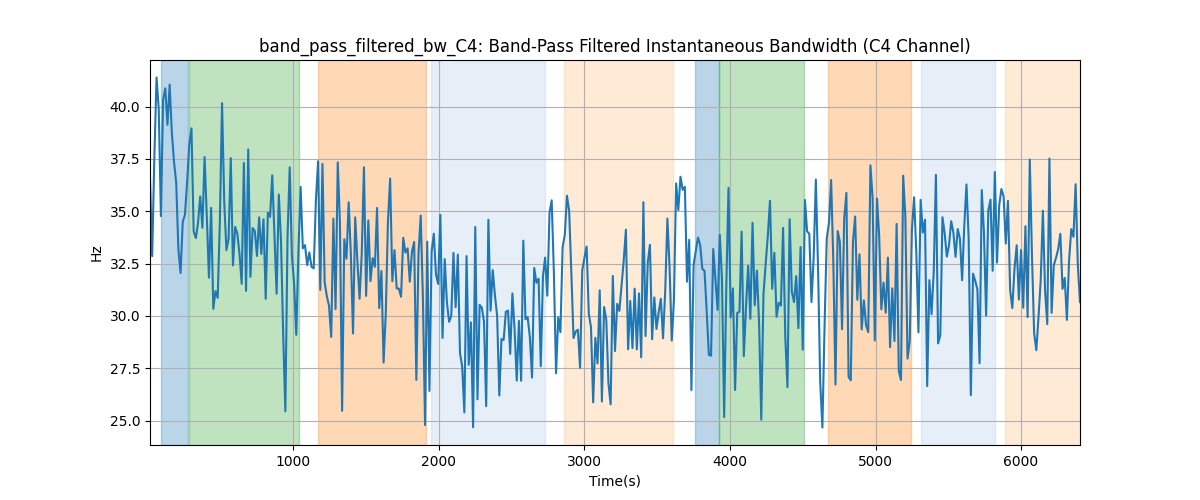 band_pass_filtered_bw_C4: Band-Pass Filtered Instantaneous Bandwidth (C4 Channel)
40.0
37.5
35.0
32.5
30.0
27.5
25.0
Hz
1000 2000 3000 4000 5000 6000
Time(s)